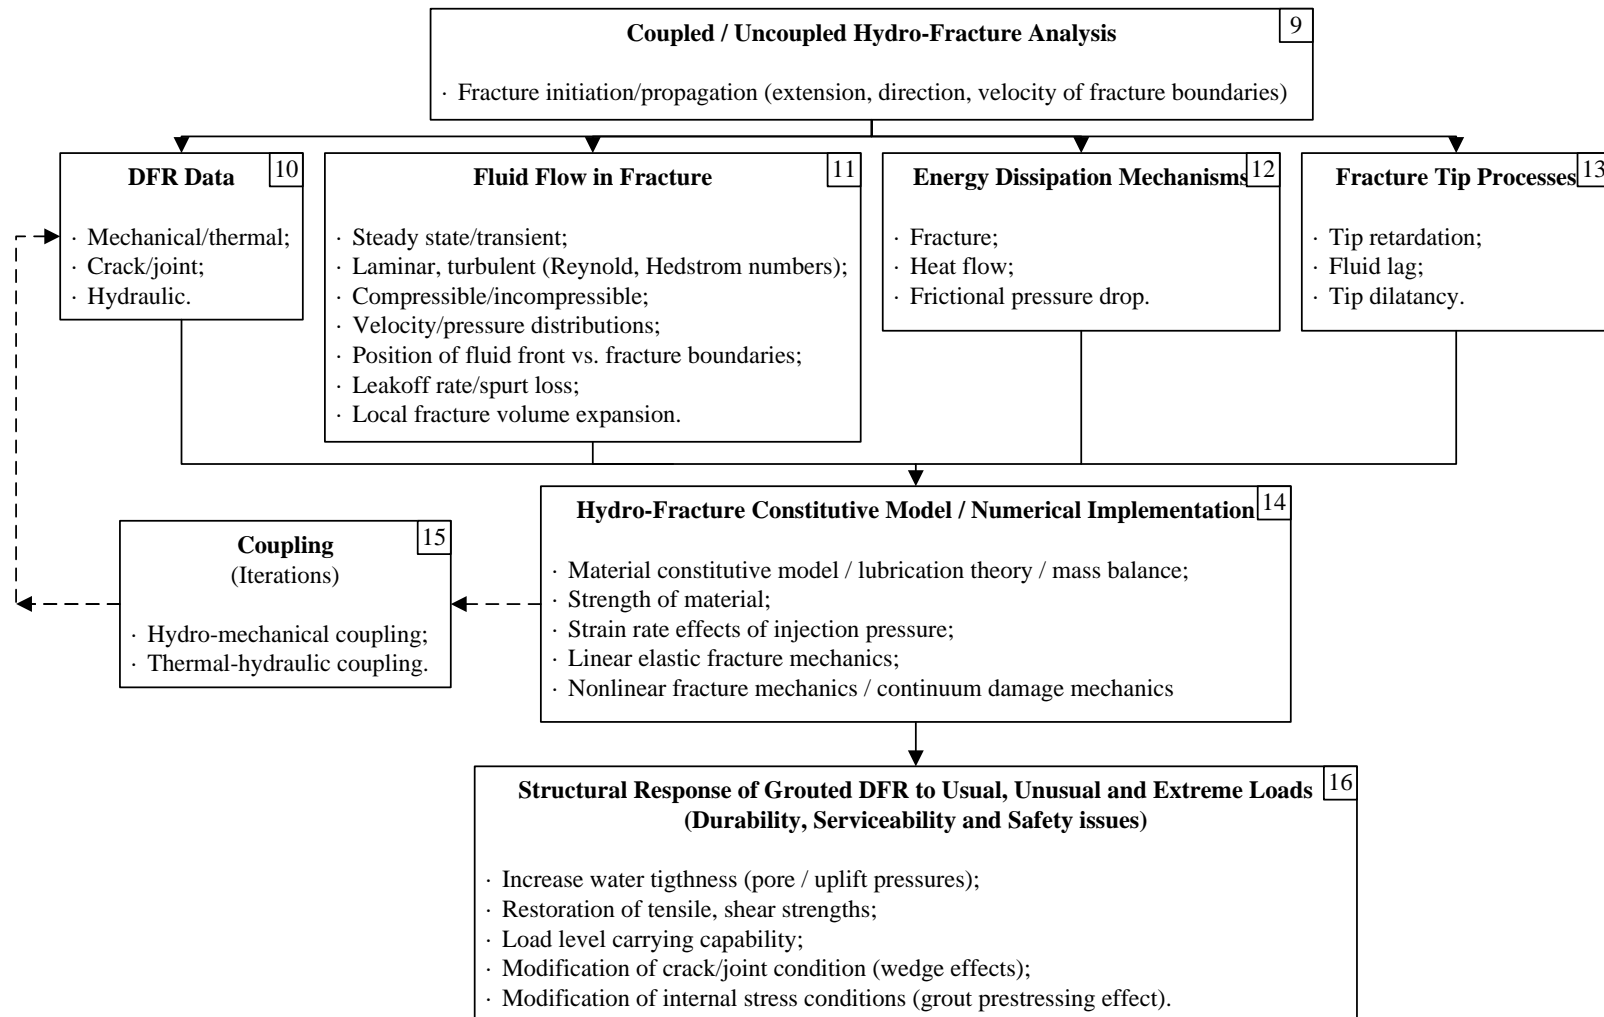 9
Coupled / Uncoupled Hydro-Fracture Analysis
· Fracture initiation/propagation (extension, direction, velocity of fracture boundaries)
10
DFR Data
· Mechanical/thermal;
· Crack/joint;
· Hydraulic.
11
Fluid Flow in Fracture
· Steady state/transient;
· Laminar, turbulent (Reynold, Hedstrom numbers);
· Compressible/incompressible;
· Velocity/pressure distributions;
· Position of fluid front vs. fracture boundaries;
· Leakoff rate/spurt loss;
· Local fracture volume expansion.
12
Energy Dissipation Mechanisms
· Fracture;
· Heat flow;
· Frictional pressure drop.
13
Fracture Tip Processes
· Tip retardation;
· Fluid lag;
· Tip dilatancy.
14
Hydro-Fracture Constitutive Model / Numerical Implementation
· Material constitutive model / lubrication theory / mass balance;
· Strength of material;
· Strain rate effects of injection pressure;
· Linear elastic fracture mechanics;
· Nonlinear fracture mechanics / continuum damage mechanics
15
Coupling
(Iterations)
· Hydro-mechanical coupling;
· Thermal-hydraulic coupling.
16
Structural Response of Grouted DFR to Usual, Unusual and Extreme Loads
(Durability, Serviceability and Safety issues)
· Increase water tigthness (pore / uplift pressures);
· Restoration of tensile, shear strengths;
· Load level carrying capability;
· Modification of crack/joint condition (wedge effects);
· Modification of internal stress conditions (grout prestressing effect).